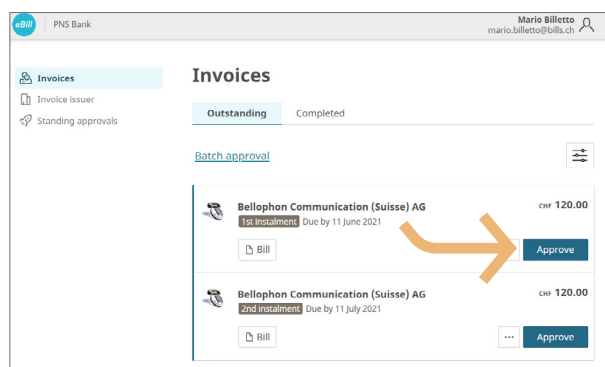 eBill PNS Bank
Mario Billetto
mario.billetto@bills.ch
Invoices
Invoice issuer
Standing approvals
Invoices
Outstanding Completed
Batch approval
Bellophon Communication (Suisse) AG CHF 120.00
1st instalment Due by 11 June 2021
Bill Approve
Bellophon Communication (Suisse) AG CHF 120.00
2nd instalment Due by 11 July 2021
Bill ... Approve